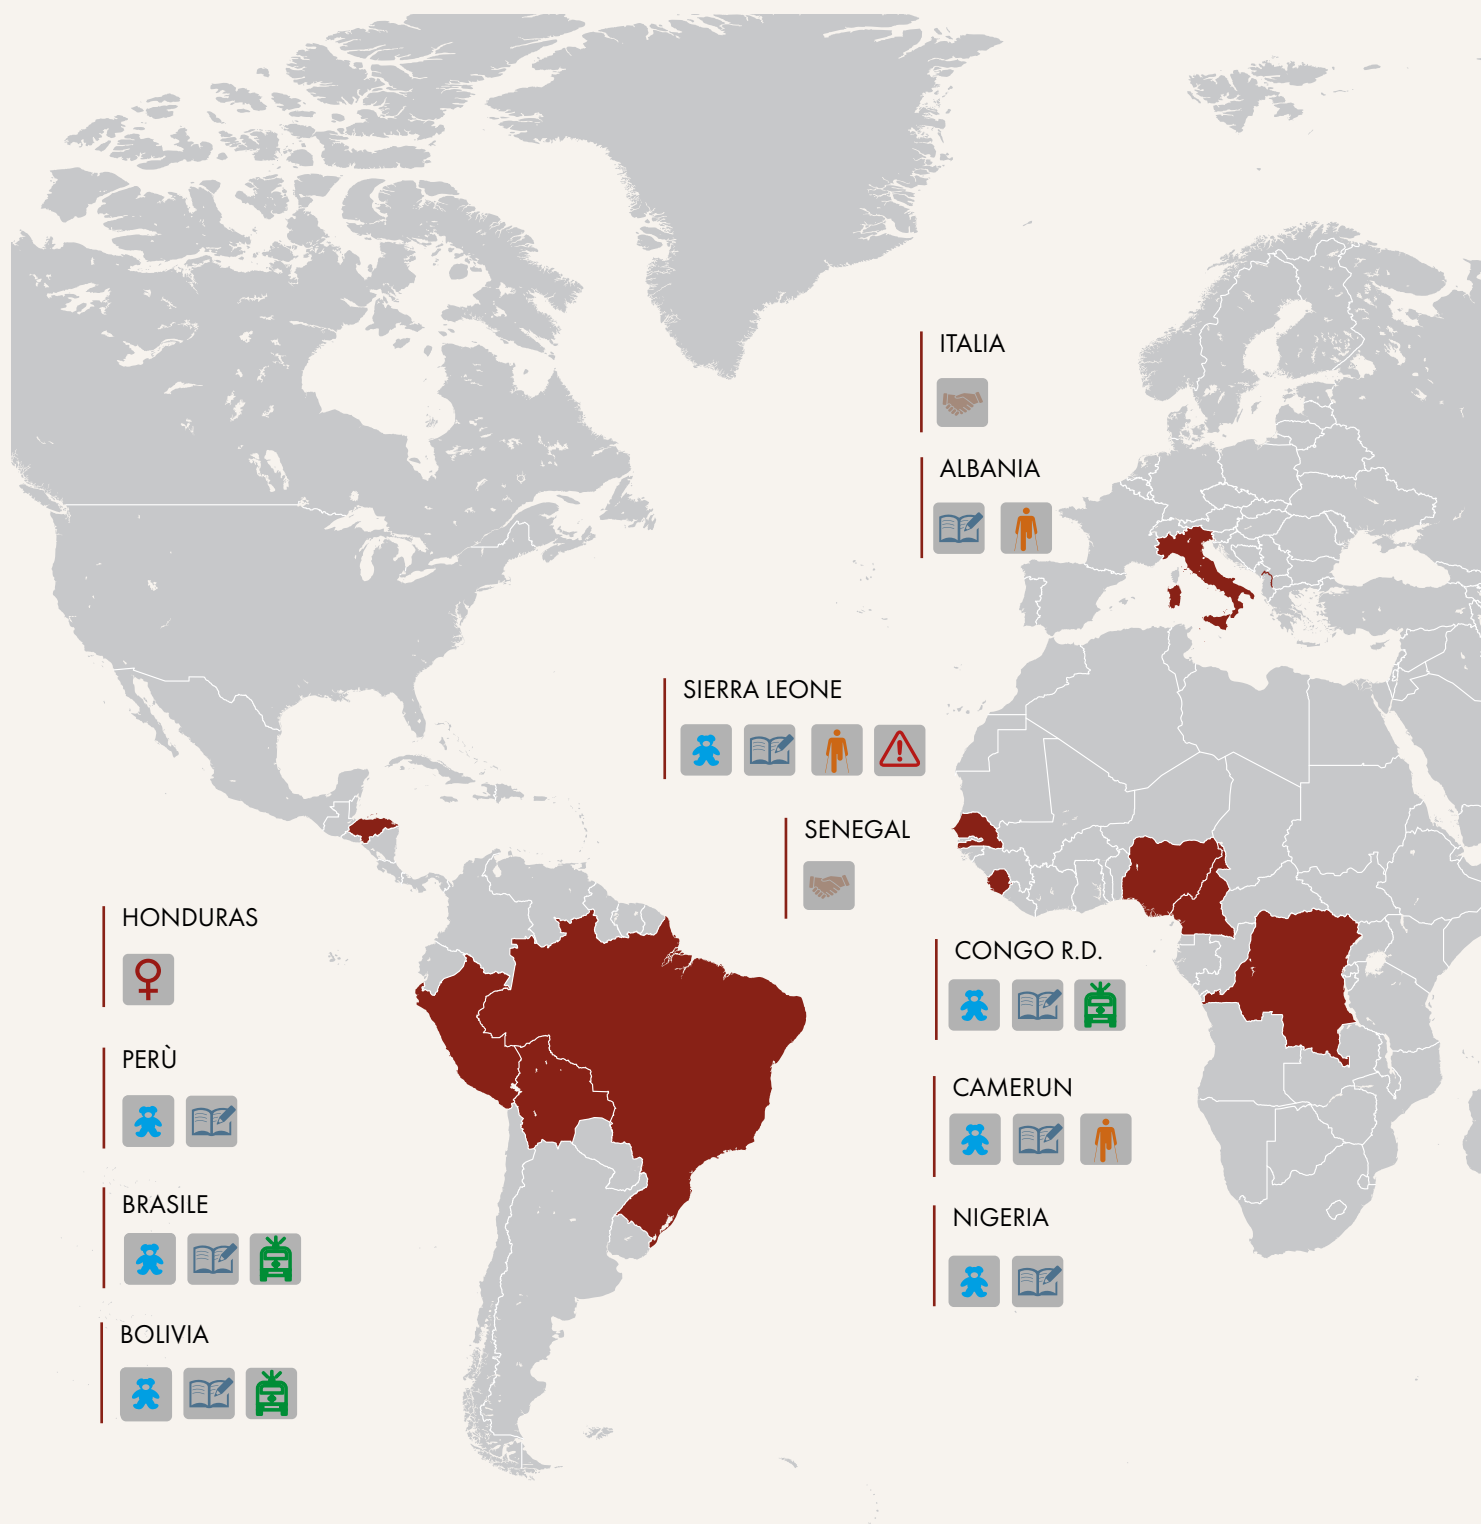 ITALIA
ALBANIA
SIERRA LEONE
SENEGAL
HONDURAS
PERÙ
BRASILE
BOLIVIA
CONGO R.D.
CAMERUN
NIGERIA